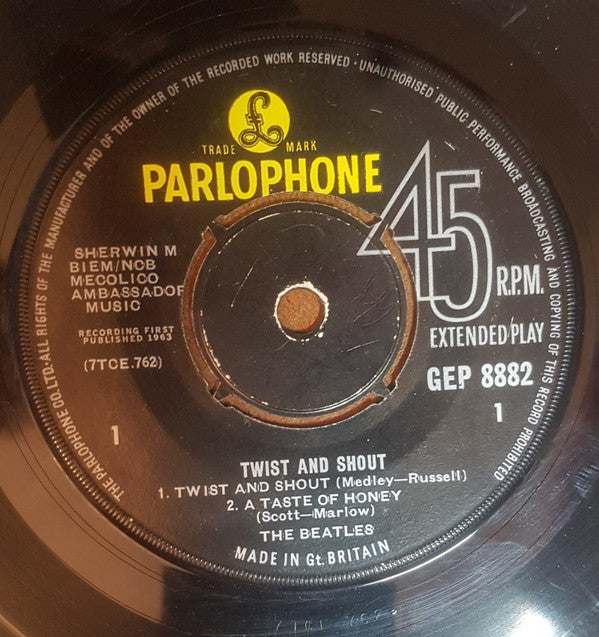 THE PARLOPHONE CO.LTD. ALL RIGHTS OF THE MANUFACTURER AND OF THE OWNER OF THE RECORDED WORK RESERVED · UNAUTHORISED PUBLIC PERFORMANCE BROADCASTING AND COPYING OF THIS RECORD PROHIBITED
£
TRADE MARK
PARLOPHONE
45
R.P.M.
EXTENDED PLAY
GEP 8882
SHERWIN M
BIEM/NCB
MECOLICO
AMBASSADOR
MUSIC
RECORDING FIRST
PUBLISHED 1963
(7TCE.762)
1
1
TWIST AND SHOUT
1. TWIST AND SHOUT (Medley—Russell)
2. A TASTE OF HONEY
(Scott—Marlow)
THE BEATLES
MADE IN Gt. BRITAIN